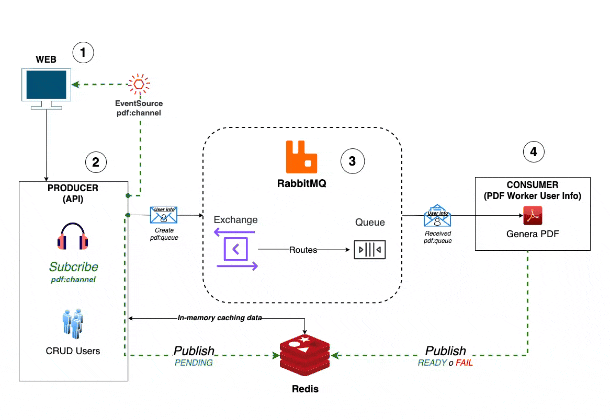 1
WEB
EventSource
pdf:channel
2
PRODUCER
(API)
Subcribe
pdf:channel
CRUD Users
User info
Create
pdf:queue
3
RabbitMQ
Exchange
Routes
Queue
User info
Received
pdf:queue
4
CONSUMER
(PDF Worker User Info)
Genera PDF
In-memory caching data
Publish
PENDING
Redis
Publish
READY o FAIL